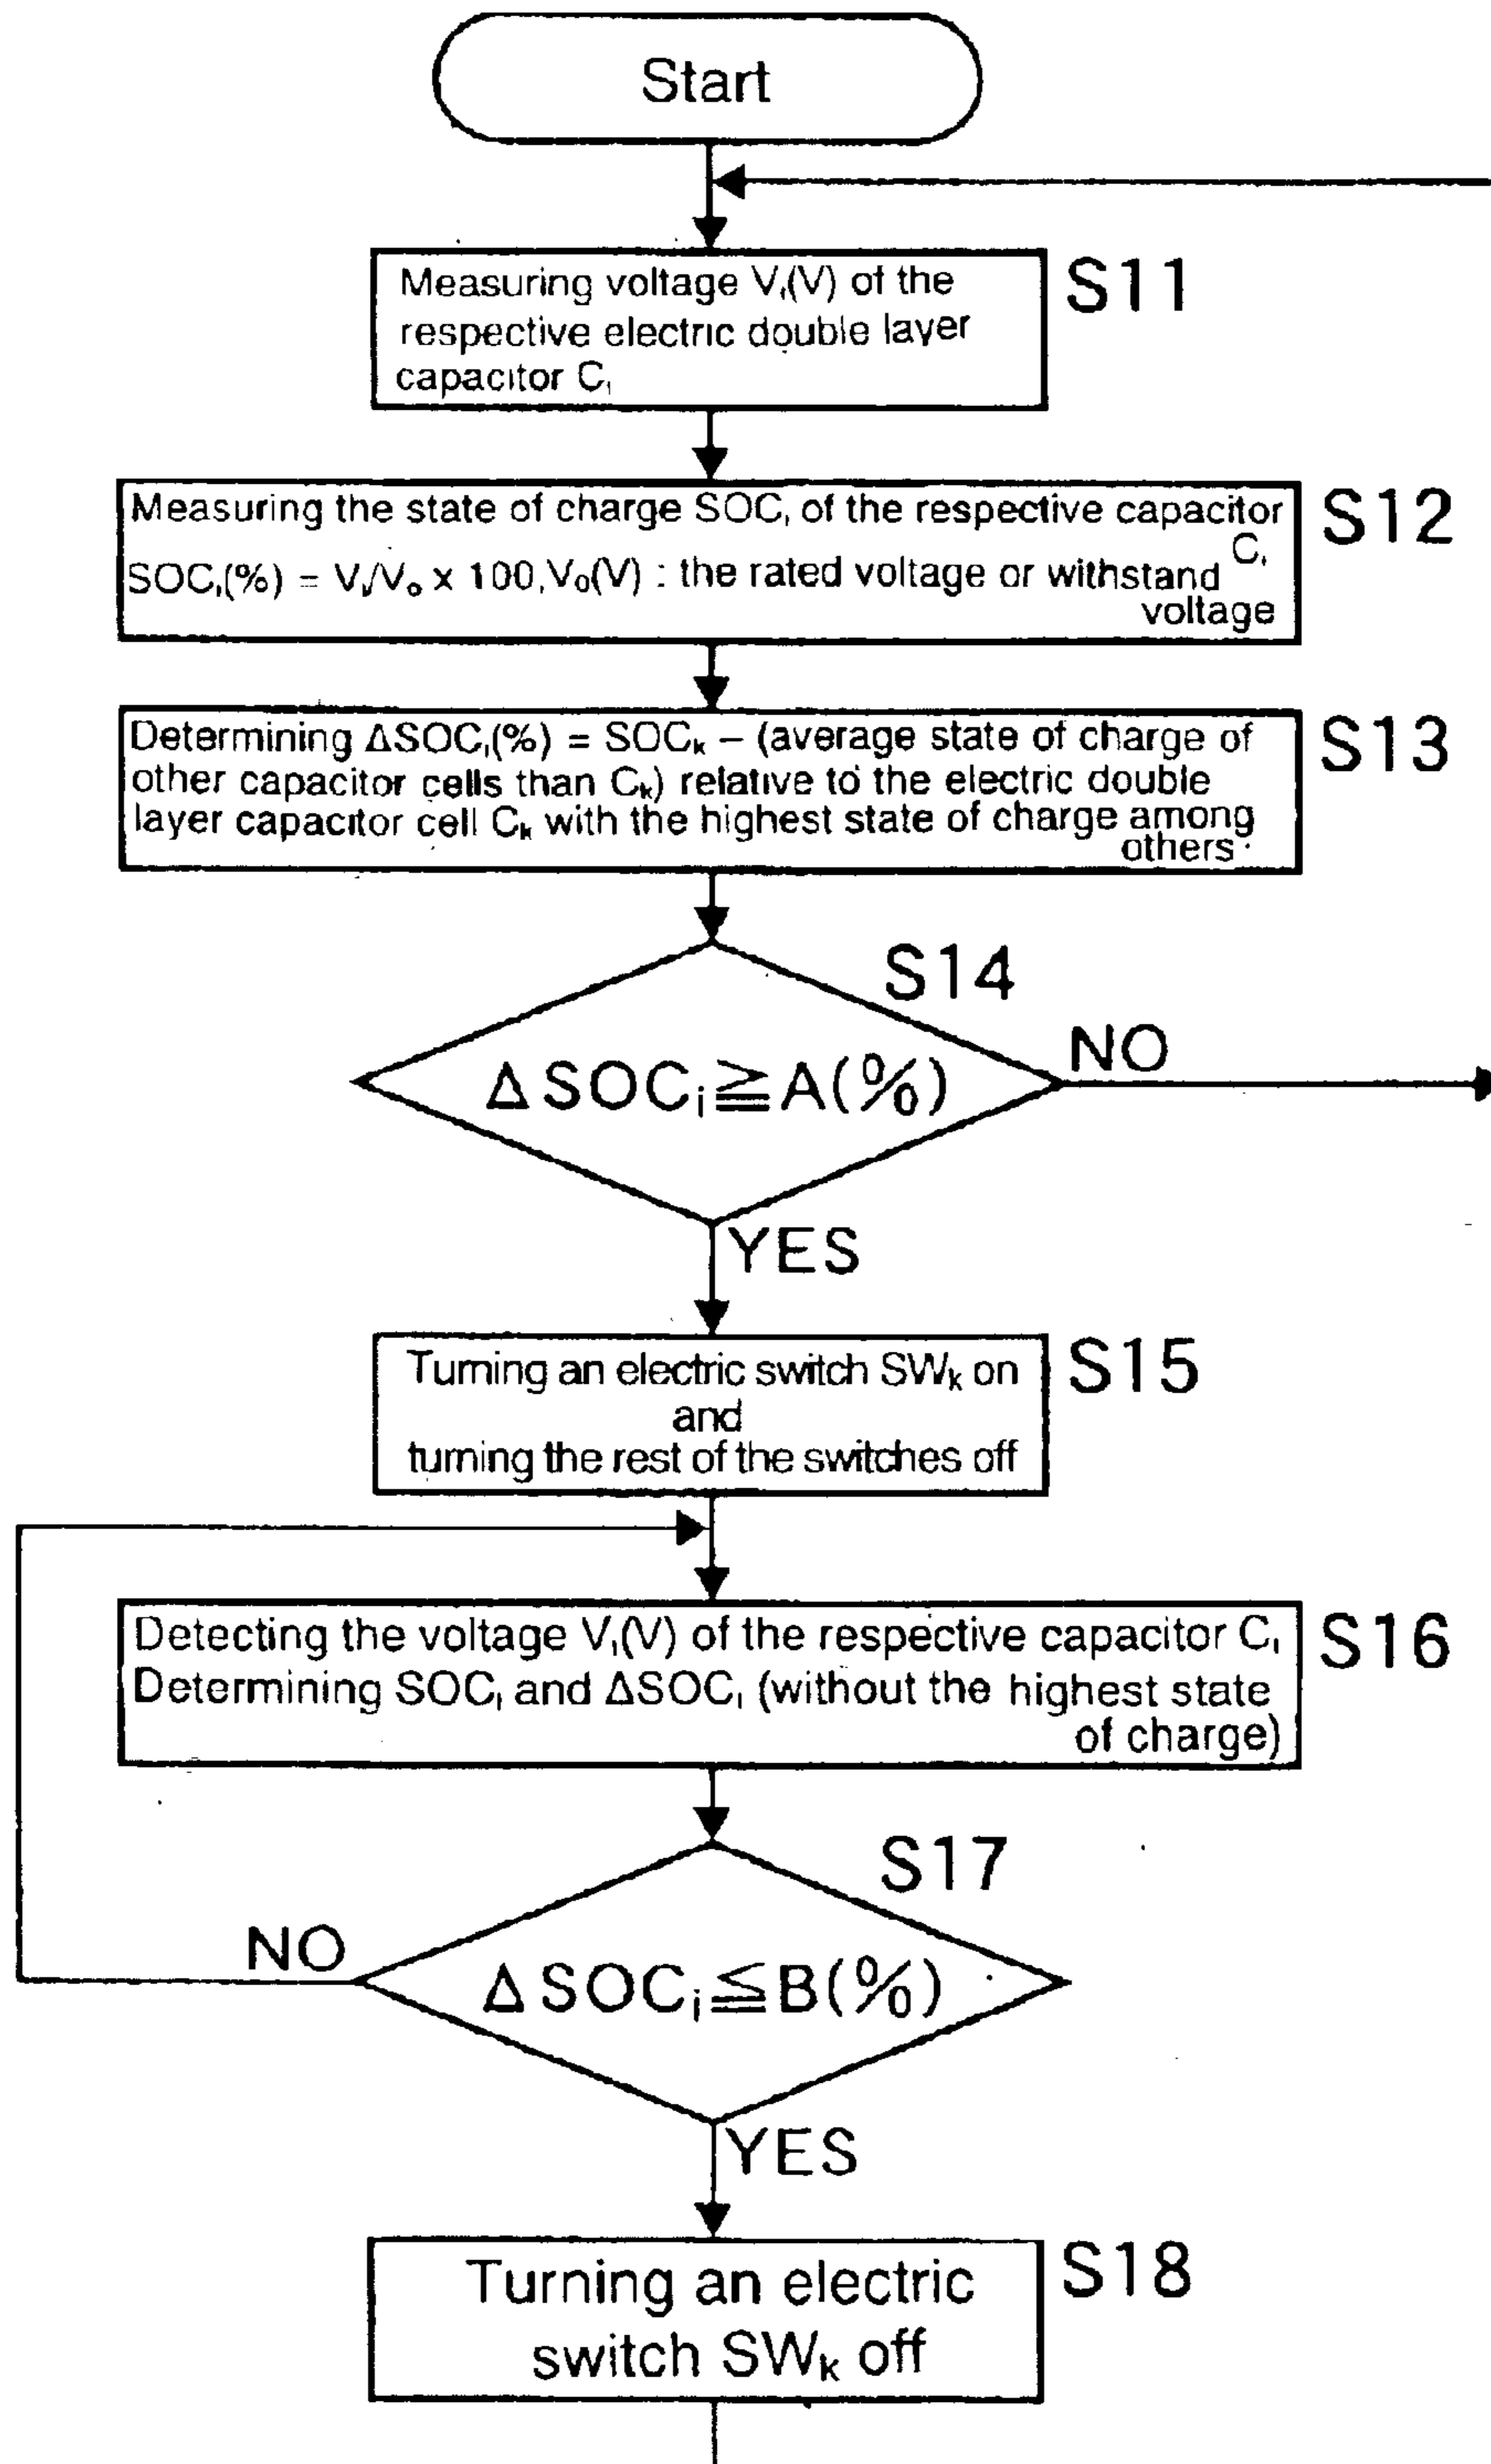 Start
Measuring voltage Vᵢ(V) of the
respective electric double layer
capacitor Cᵢ
S11
Measuring the state of charge SOCᵢ of the respective capacitor
Cᵢ
SOCᵢ(%) = Vᵢ/V₀ x 100,V₀(V) : the rated voltage or withstand
voltage
S12
Determining ΔSOCᵢ(%) = SOCₖ – (average state of charge of
other capacitor cells than Cₖ) relative to the electric double
layer capacitor cell Cₖ with the highest state of charge among
others
S13
S14
ΔSOCᵢ≧A(%)
NO
YES
Turning an electric switch SWₖ on
and
turning the rest of the switches off
S15
Detecting the voltage Vᵢ(V) of the respective capacitor Cᵢ
Determining SOCᵢ and ΔSOCᵢ (without the highest state
of charge)
S16
S17
NO
ΔSOCᵢ≦B(%)
YES
Turning an electric
switch SWₖ off
S18